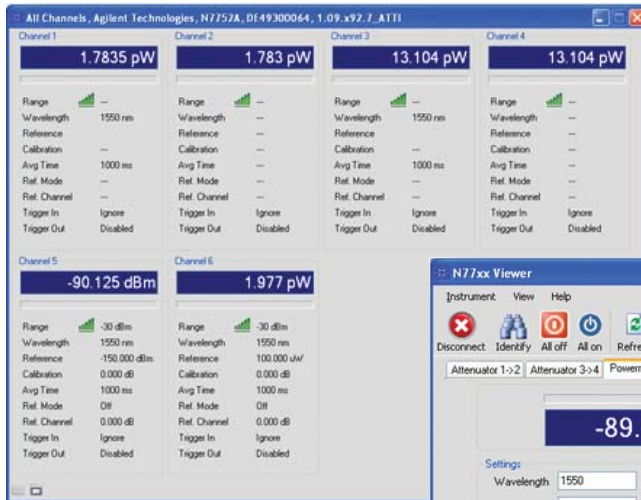 All Channels, Agilent Technologies, N7752A, DE49300064, 1.09.x92.7_ATTI
Channel 1
1.7835 pW
Range --
Wavelength 1550 nm
Reference
Calibration --
Avg Time 1000 ms
Ref. Mode --
Ref. Channel --
Trigger In Ignore
Trigger Out Disabled
Channel 2
1.783 pW
Range --
Wavelength --
Reference
Calibration --
Avg Time --
Ref. Mode --
Ref. Channel --
Trigger In Ignore
Trigger Out Disabled
Channel 3
13.104 pW
Range --
Wavelength 1550 nm
Reference
Calibration --
Avg Time 1000 ms
Ref. Mode --
Ref. Channel --
Trigger In Ignore
Trigger Out Disabled
Channel 4
13.104 pW
Range --
Wavelength --
Reference
Calibration --
Avg Time --
Ref. Mode --
Ref. Channel --
Trigger In Ignore
Trigger Out Disabled
Channel 5
-90.125 dBm
Range -30 dBm
Wavelength 1550 nm
Reference -150.000 dBm
Calibration 0.000 dB
Avg Time 1000 ms
Ref. Mode Off
Ref. Channel 0.000 dB
Trigger In Ignore
Trigger Out Disabled
Channel 6
1.977 pW
Range -30 dBm
Wavelength 1550 nm
Reference 100.000 uW
Calibration 0.000 dB
Avg Time 1000 ms
Ref. Mode Off
Ref. Channel 0.000 dB
Trigger In Ignore
Trigger Out Disabled
N77xx Viewer
Instrument View Help
Disconnect Identify All off All on Refre
Attenuator 1->2 Attenuator 3->4 Powerm
-89.
Settings
Wavelength 1550